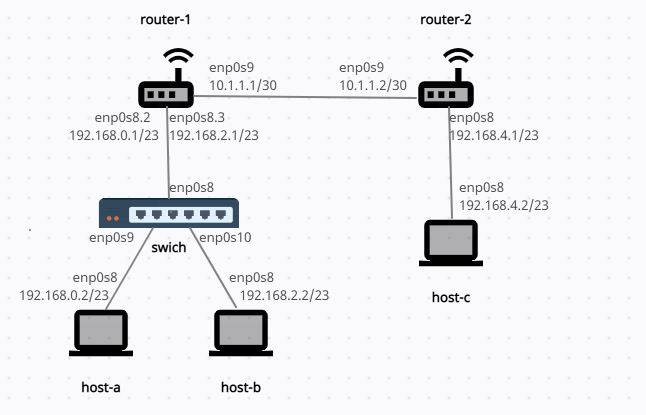 router-1
router-2
enp0s9
10.1.1.1/30
enp0s9
10.1.1.2/30
enp0s8.2
192.168.0.1/23
enp0s8.3
192.168.2.1/23
enp0s8
192.168.4.1/23
enp0s8
enp0s8
192.168.4.2/23
enp0s9
enp0s10
swich
enp0s8
192.168.0.2/23
enp0s8
192.168.2.2/23
host-c
host-a
host-b